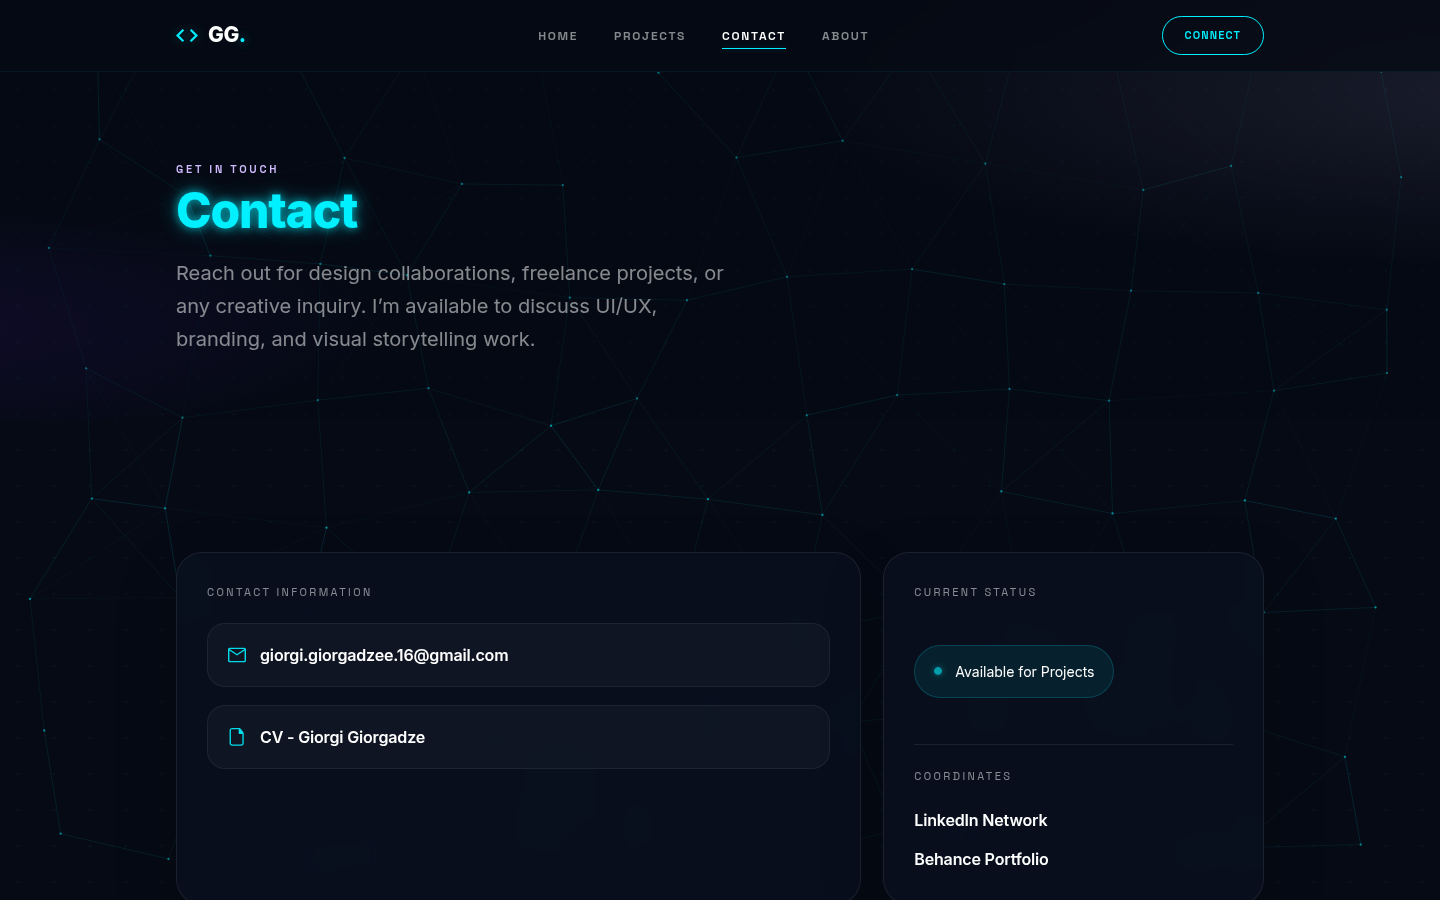 GG.
HOME
PROJECTS
CONTACT
ABOUT
CONNECT
GET IN TOUCH
Contact
Reach out for design collaborations, freelance projects, or
any creative inquiry. I’m available to discuss UI/UX,
branding, and visual storytelling work.
CONTACT INFORMATION
giorgi.giorgadzee.16@gmail.com
CV - Giorgi Giorgadze
CURRENT STATUS
Available for Projects
COORDINATES
LinkedIn Network
Behance Portfolio